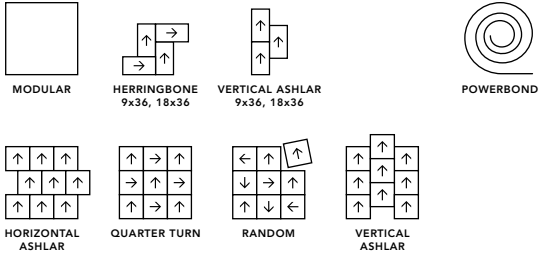 MODULAR
HERRINGBONE
9x36, 18x36
VERTICAL ASHLAR
9x36, 18x36
POWERBOND
HORIZONTAL
ASHLAR
QUARTER TURN
RANDOM
VERTICAL
ASHLAR